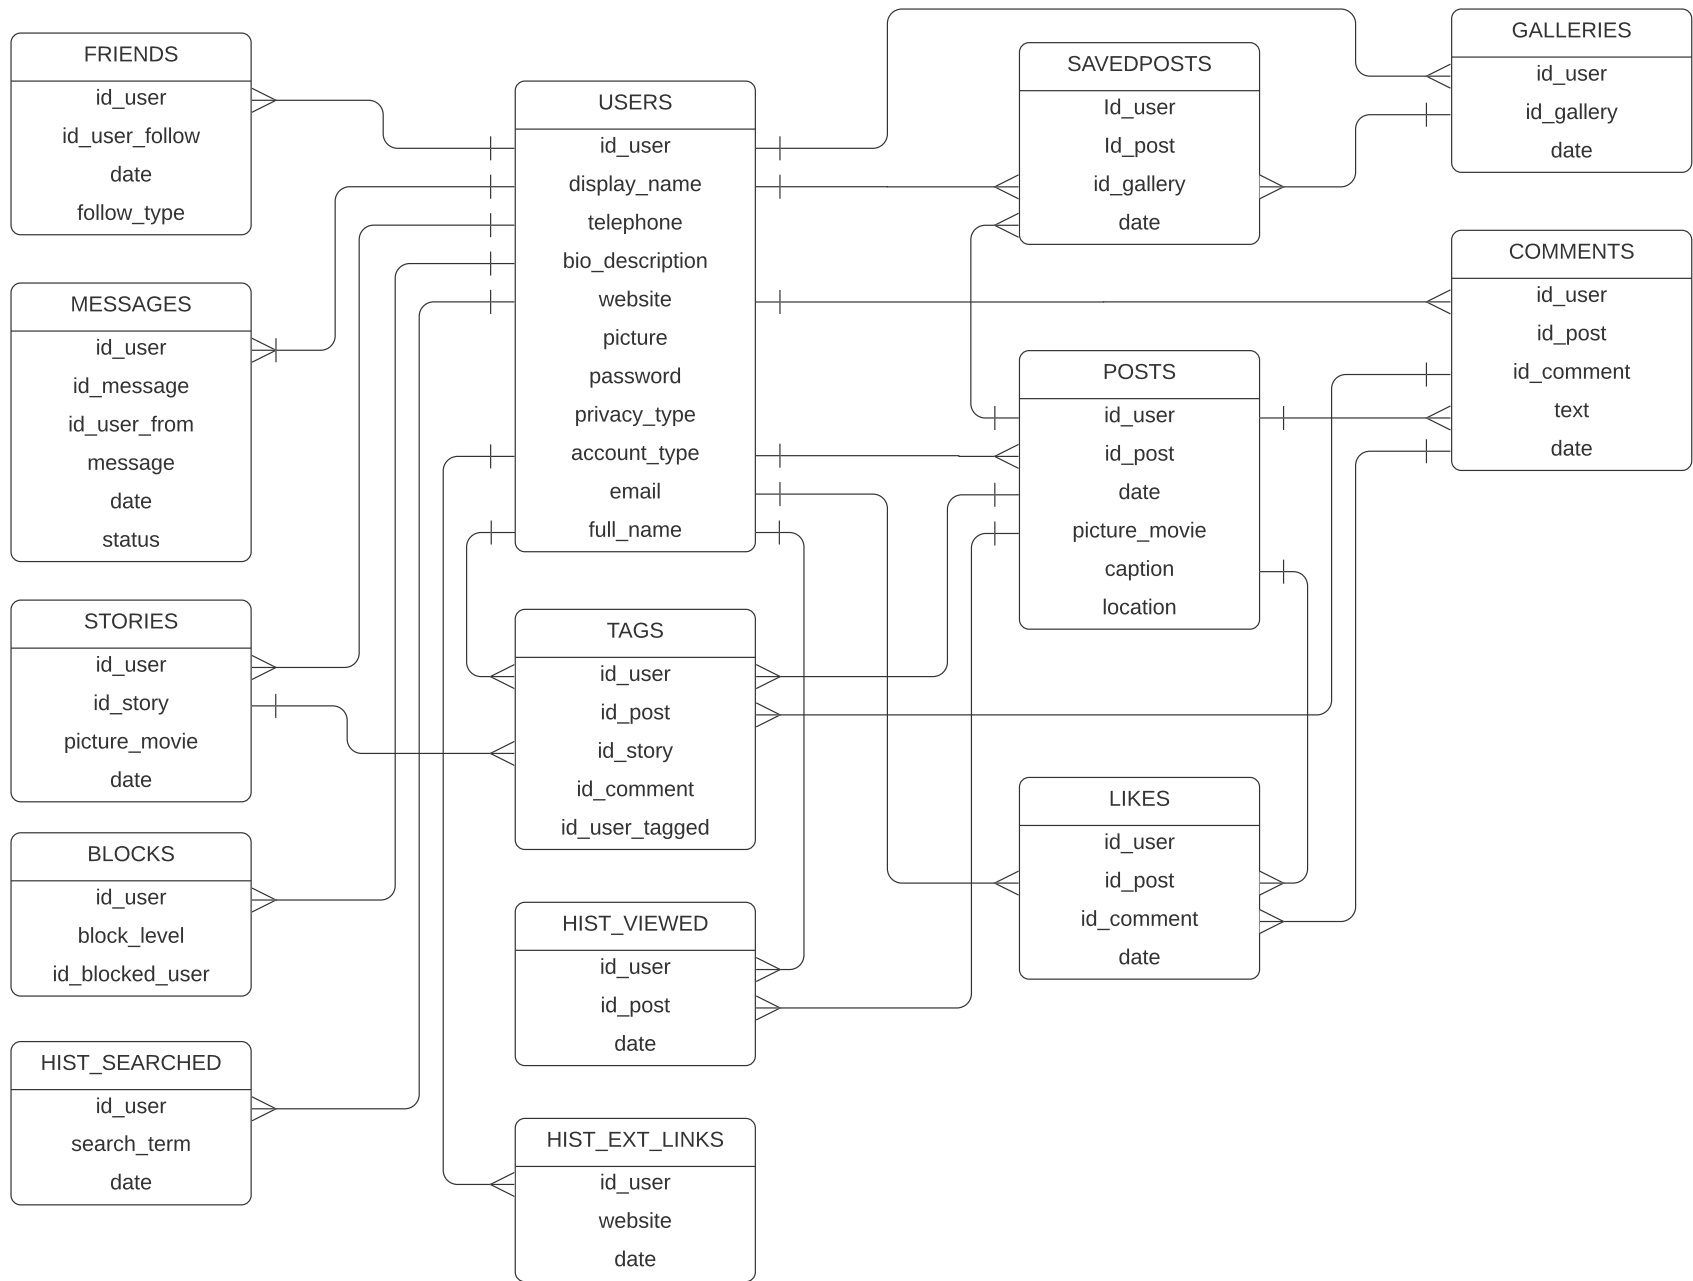 FRIENDS
id_user
id_user_follow
date
follow_type
MESSAGES
id_user
id_message
id_user_from
message
date
status
STORIES
id_user
id_story
picture_movie
date
BLOCKS
id_user
block_level
id_blocked_user
HIST_SEARCHED
id_user
search_term
date
USERS
id_user
display_name
telephone
bio_description
website
picture
password
privacy_type
account_type
email
full_name
TAGS
id_user
id_post
id_story
id_comment
id_user_tagged
HIST_VIEWED
id_user
id_post
date
HIST_EXT_LINKS
id_user
website
date
SAVEDPOSTS
Id_user
Id_post
id_gallery
date
POSTS
id_user
id_post
date
picture_movie
caption
location
LIKES
id_user
id_post
id_comment
date
GALLERIES
id_user
id_gallery
date
COMMENTS
id_user
id_post
id_comment
text
date